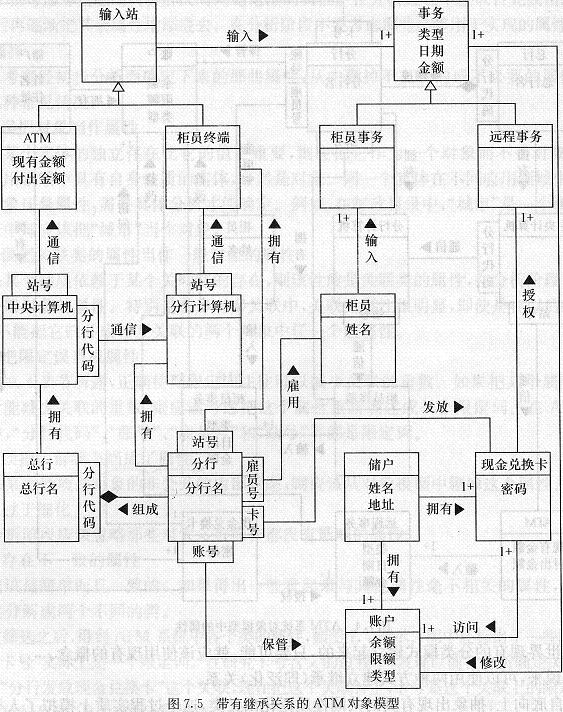 输入站
事务
输入 ▶
1+
1+
类型
日期
金额
ATM
现有金额
付出金额
柜员终端
柜员事务
远程事务
1+
1+
▲通信
▲通信
▲拥有
▲输入
▲授权
站号
中央计算机
分行代码
通信 ▶
站号
分行计算机
柜员
姓名
▲拥有
▲拥有
▲雇用
发放 ▶
总行
总行名
分行代码
◀组成
站号
分行
分行名
雇员号
卡号
账号
储户
姓名
地址
拥有▶
1+
现金兑换卡
密码
拥有▼
1+
保管 ▶
1+
账户
余额
限额
类型
1+
访问 ◀
◀ 修改
图 7.5 带有继承关系的 ATM 对象模型